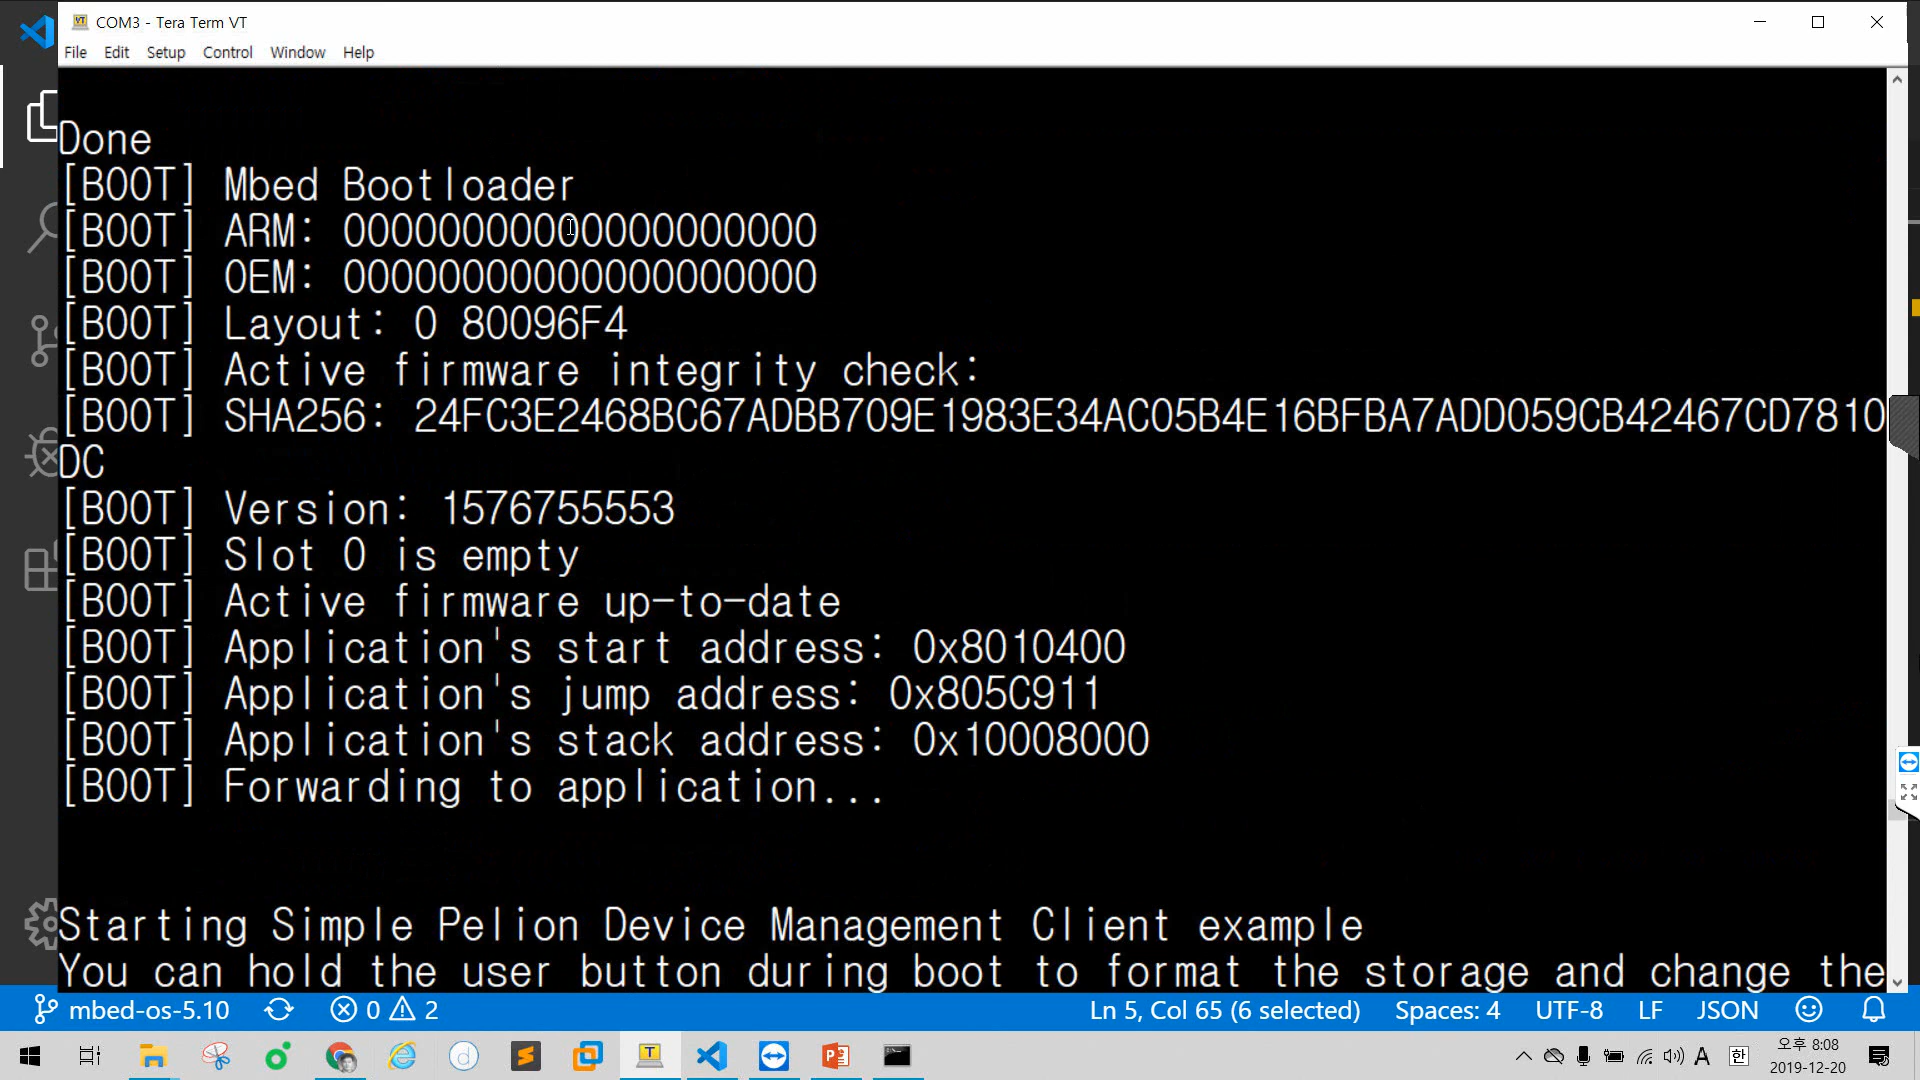 COM3 - Tera Term VT
File Edit Setup Control Window Help
Done
[BOOT] Mbed Bootloader
[BOOT] ARM: 00000000000000000000
[BOOT] OEM: 00000000000000000000
[BOOT] Layout: 0 80096F4
[BOOT] Active firmware integrity check:
[BOOT] SHA256: 24FC3E2468BC67ADBB709E1983E34AC05B4E16BFBA7ADD059CB42467CD7810
DC
[BOOT] Version: 1576755553
[BOOT] Slot 0 is empty
[BOOT] Active firmware up-to-date
[BOOT] Application's start address: 0x8010400
[BOOT] Application's jump address: 0x805C911
[BOOT] Application's stack address: 0x10008000
[BOOT] Forwarding to application...
Starting Simple Pelion Device Management Client example
You can hold the user button during boot to format the storage and change the
mbed-os-5.10 0 2 Ln 5, Col 65 (6 selected) Spaces: 4 UTF-8 LF JSON
A 한 오후 8:08
2019-12-20